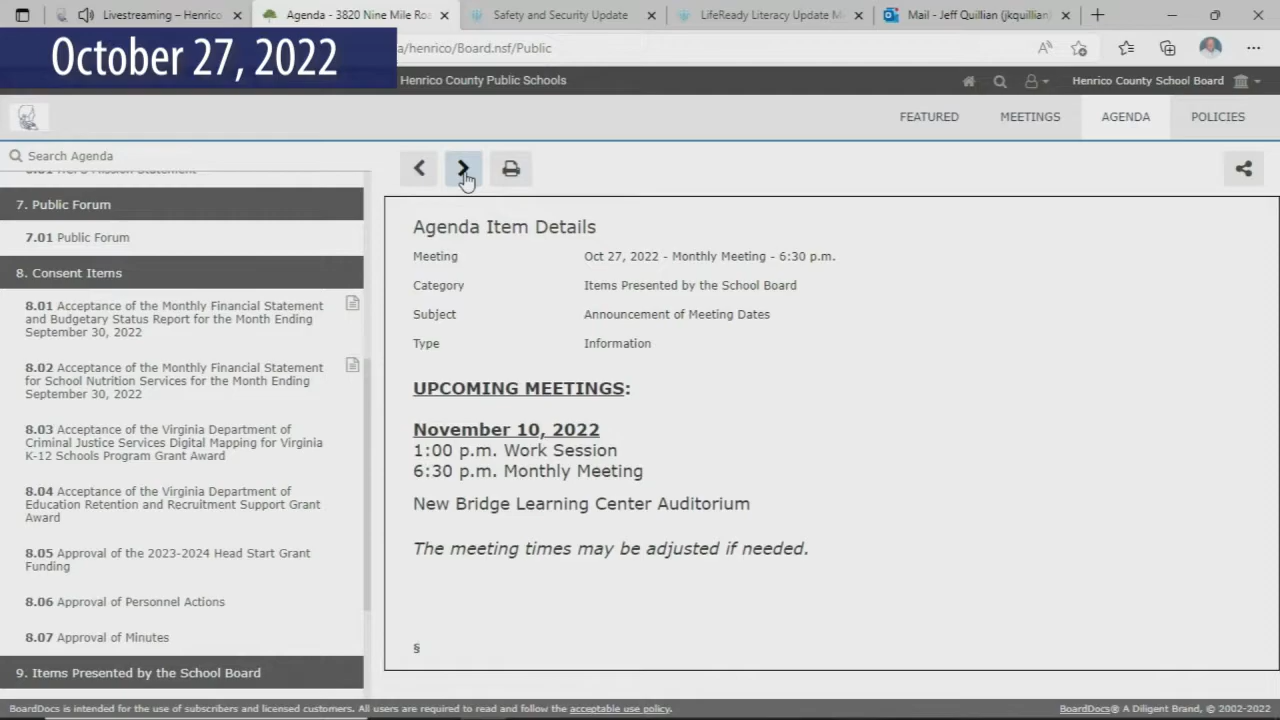 Livestreaming – Henrico
Agenda - 3820 Nine Mile Roa
Safety and Security Update
LifeReady Literacy Update M
Mail - Jeff Quillian (jkquillian
October 27, 2022
a/henrico/Board.nsf/Public
Henrico County Public Schools
Henrico County School Board
FEATURED
MEETINGS
AGENDA
POLICIES
Search Agenda
7. Public Forum
7.01 Public Forum
8. Consent Items
8.01 Acceptance of the Monthly Financial Statement
and Budgetary Status Report for the Month Ending
September 30, 2022
8.02 Acceptance of the Monthly Financial Statement
for School Nutrition Services for the Month Ending
September 30, 2022
8.03 Acceptance of the Virginia Department of
Criminal Justice Services Digital Mapping for Virginia
K-12 Schools Program Grant Award
8.04 Acceptance of the Virginia Department of
Education Retention and Recruitment Support Grant
Award
8.05 Approval of the 2023-2024 Head Start Grant
Funding
8.06 Approval of Personnel Actions
8.07 Approval of Minutes
9. Items Presented by the School Board
Agenda Item Details
Meeting Oct 27, 2022 - Monthly Meeting - 6:30 p.m.
Category Items Presented by the School Board
Subject Announcement of Meeting Dates
Type Information
UPCOMING MEETINGS:
November 10, 2022
1:00 p.m. Work Session
6:30 p.m. Monthly Meeting
New Bridge Learning Center Auditorium
The meeting times may be adjusted if needed.
§
BoardDocs is intended for the use of subscribers and licensed customers. All users are required to read and follow the acceptable use policy.
BoardDocs® A Diligent Brand, © 2002-2022